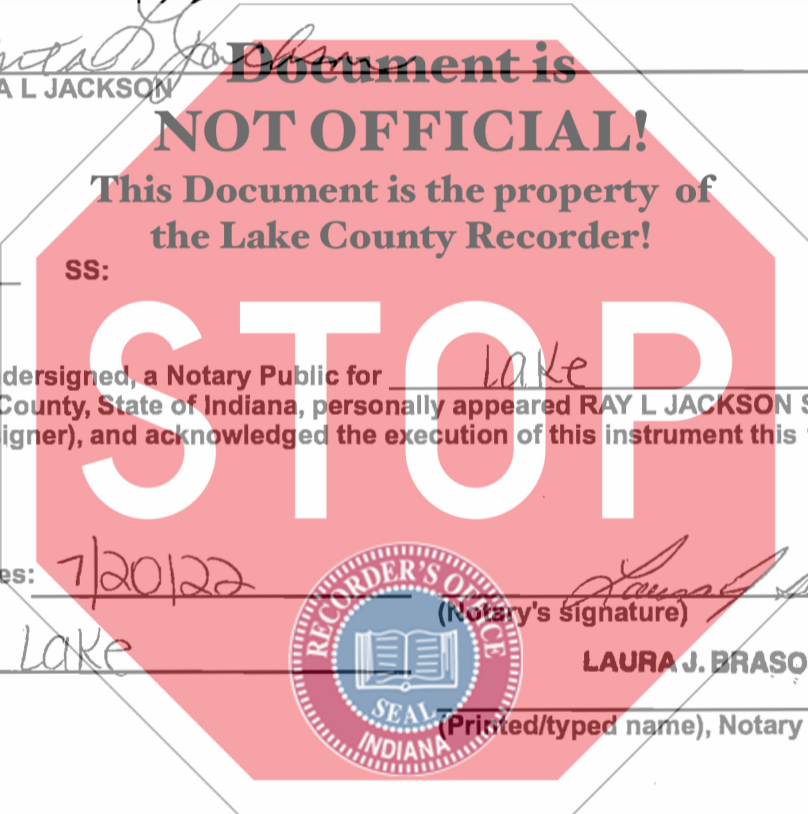 Document is
A L JACKSON
NOT OFFICIAL!
This Document is the property of
the Lake County Recorder!
SS:
STOP
dersigned, a Notary Public for Lake
County, State of Indiana, personally appeared RAY L JACKSON S
igner), and acknowledged the execution of this instrument this
es: 7/20/22
(Notary's signature)
Lake
LAURA J. BRASO
(Printed/typed name), Notary
RECORDER'S OFFICE
SEAL
INDIANA